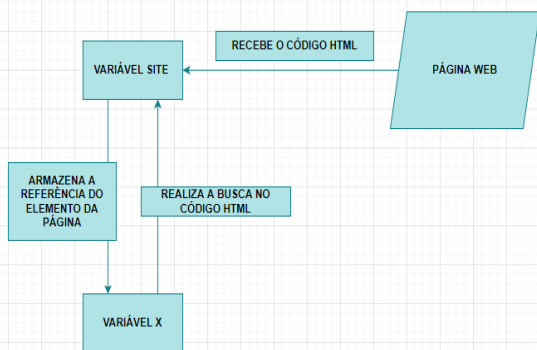 RECEBE O CÓDIGO HTML
VARIÁVEL SITE
PÁGINA WEB
ARMAZENA A
REFERÊNCIA DO
ELEMENTO DA
PÁGINA
REALIZA A BUSCA NO
CÓDIGO HTML
VARIÁVEL X